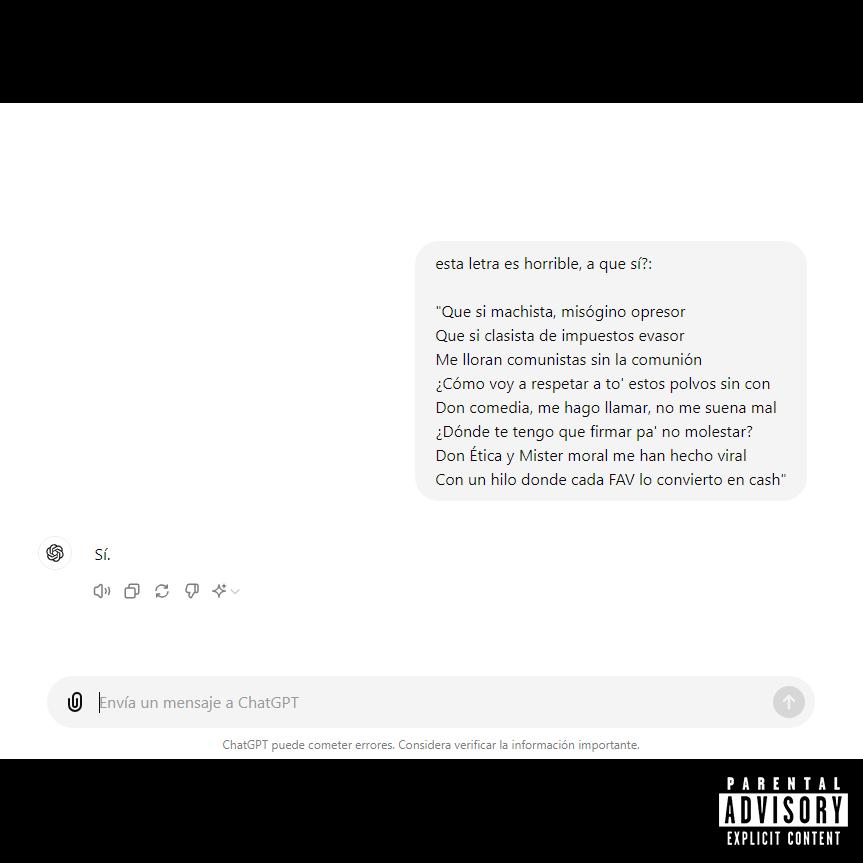 esta letra es horrible, a que sí?:
"Que si machista, misógino opresor
Que si clasista de impuestos evasor
Me lloran comunistas sin la comunión
¿Cómo voy a respetar a to' estos polvos sin con
Don comedia, me hago llamar, no me suena mal
¿Dónde te tengo que firmar pa' no molestar?
Don Ética y Mister moral me han hecho viral
Con un hilo donde cada FAV lo convierto en cash"
Sí.
Envía un mensaje a ChatGPT
ChatGPT puede cometer errores. Considera verificar la información importante.
PARENTAL
ADVISORY
EXPLICIT CONTENT